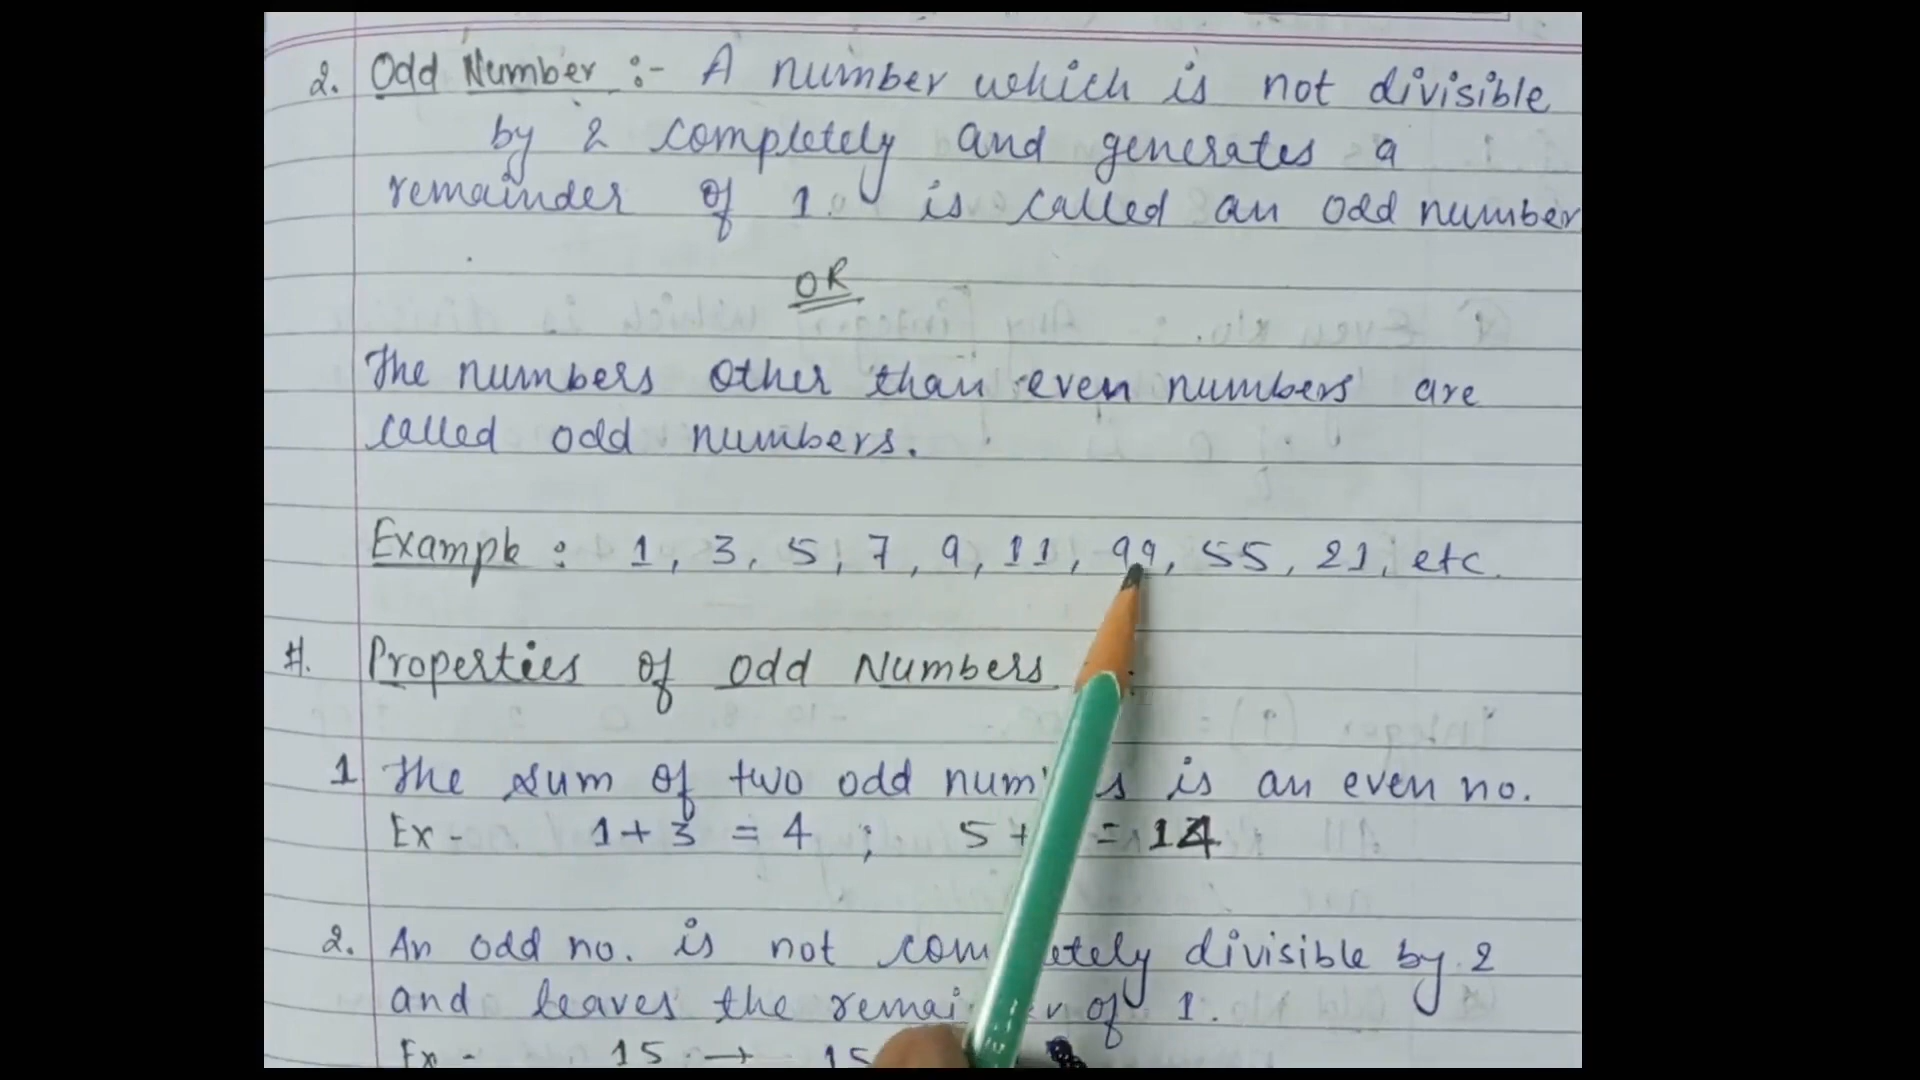 2. Odd Number :- A number which is not divisible
by 2 completely and generates a
remainder of 1. is called an odd number
OR
The numbers other than even numbers are
called odd numbers.
Example : 1, 3, 5, 7, 9, 11, 99, 55, 21, etc.
#. Properties of Odd Numbers :
1 The sum of two odd num s is an even no.
Ex - 1 + 3 = 4 ; 5 + = 14
2. An odd no. is not com etely divisible by 2
and leaves the remai er of 1.
Ex - 15 → 15